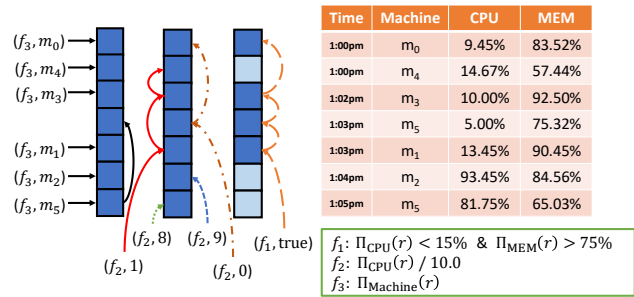 (f₃, m₀)
(f₃, m₄)
(f₃, m₃)
(f₃, m₁)
(f₃, m₂)
(f₃, m₅)
(f₂, 1)
(f₂, 8)
(f₂, 9)
(f₂, 0)
(f₁, true)
Time Machine CPU MEM
1:00pm m₀ 9.45% 83.52%
1:00pm m₄ 14.67% 57.44%
1:02pm m₃ 10.00% 92.50%
1:03pm m₅ 5.00% 75.32%
1:03pm m₁ 13.45% 90.45%
1:04pm m₂ 93.45% 84.56%
1:05pm m₅ 81.75% 65.03%
f₁: Π_CPU(r) < 15% & Π_MEM(r) > 75%
f₂: Π_CPU(r) / 10.0
f₃: Π_Machine(r)